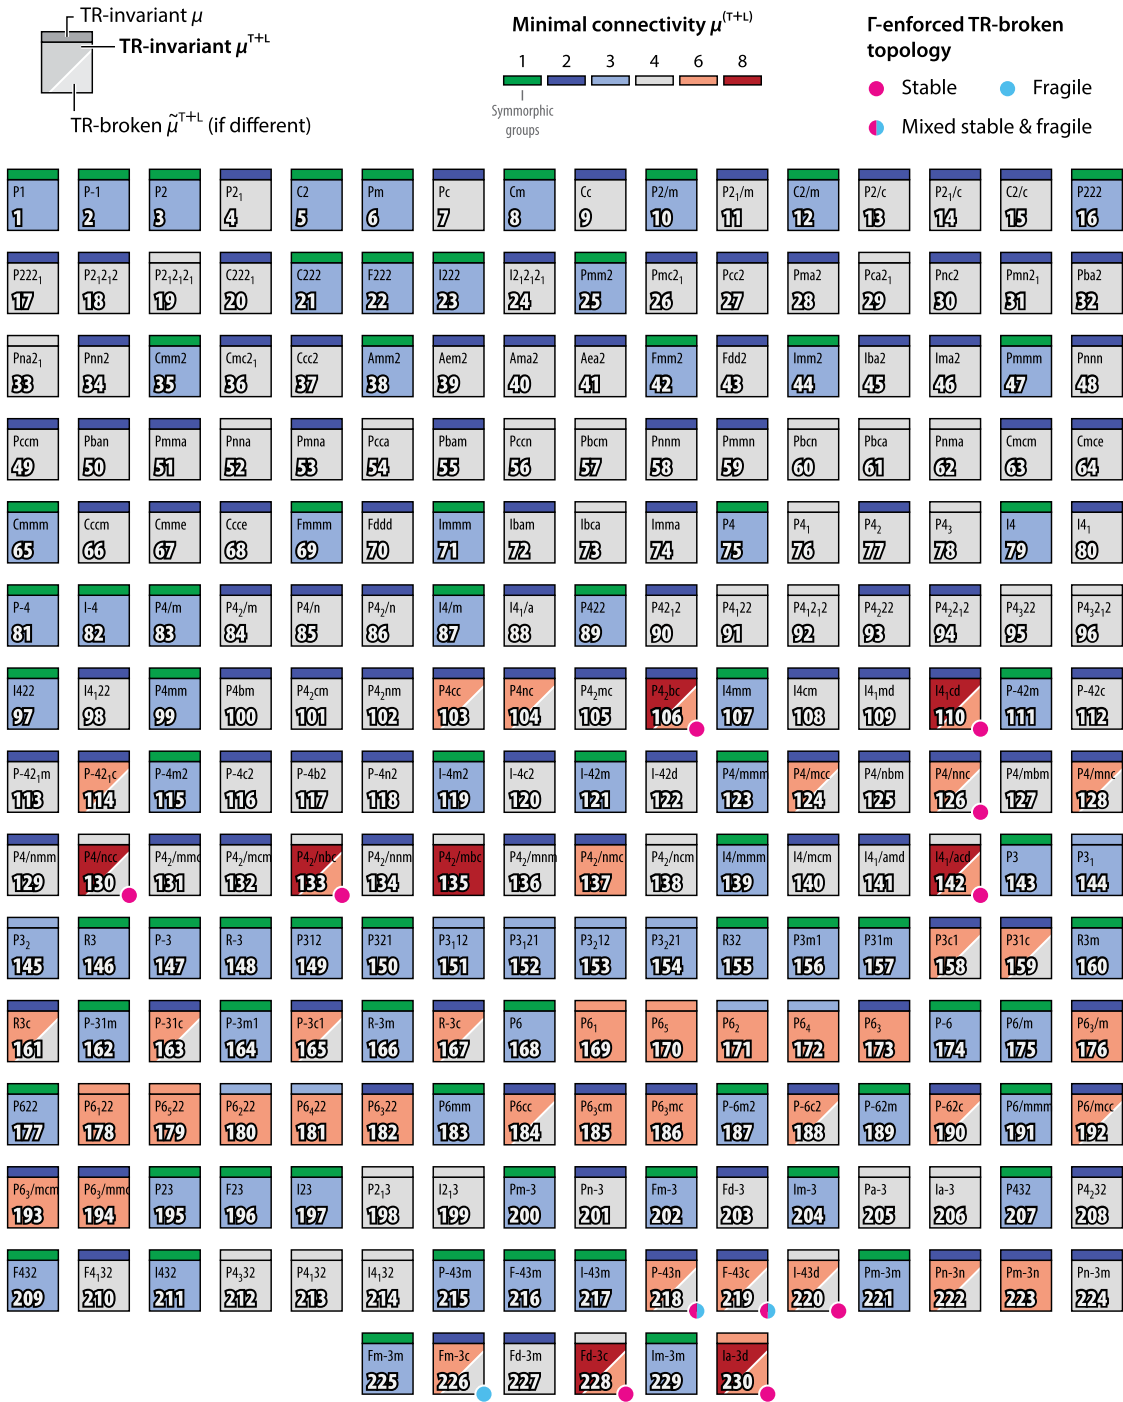 TR-invariant μ
TR-invariant μᵀ⁺ᴸ
TR-broken μ̃ᵀ⁺ᴸ (if different)
Minimal connectivity μ⁽ᵀ⁺ᴸ⁾
1 2 3 4 6 8
Symmorphic
groups
Γ-enforced TR-broken
topology
Stable Fragile
Mixed stable & fragile
P1 P-1 P2 P2₁ C2 Pm Pc Cm Cc P2/m P2₁/m C2/m P2/c P2₁/c C2/c P222
1 2 3 4 5 6 7 8 9 10 11 12 13 14 15 16
P222₁ P2₁2₁2 P2₁2₁2₁ C222₁ C222 F222 I222 I2₁2₁2₁ Pmm2 Pmc2₁ Pcc2 Pma2 Pca2₁ Pnc2 Pmn2₁ Pba2
17 18 19 20 21 22 23 24 25 26 27 28 29 30 31 32
Pna2₁ Pnn2 Cmm2 Cmc2₁ Ccc2 Amm2 Aem2 Ama2 Aea2 Fmm2 Fdd2 Imm2 Iba2 Ima2 Pmmm Pnnn
33 34 35 36 37 38 39 40 41 42 43 44 45 46 47 48
Pccm Pban Pmma Pnna Pmna Pcca Pbam Pccn Pbcm Pnnm Pmmn Pbcn Pbca Pnma Cmcm Cmce
49 50 51 52 53 54 55 56 57 58 59 60 61 62 63 64
Cmmm Cccm Cmme Ccce Fmmm Fddd Immm Ibam Ibca Imma P4 P4₁ P4₂ P4₃ I4 I4₁
65 66 67 68 69 70 71 72 73 74 75 76 77 78 79 80
P-4 I-4 P4/m P4₂/m P4/n P4₂/n I4/m I4₁/a P422 P42₁2 P4₁22 P4₁2₁2 P4₂22 P4₂2₁2 P4₃22 P4₃2₁2
81 82 83 84 85 86 87 88 89 90 91 92 93 94 95 96
I422 I4₁22 P4mm P4bm P4₂cm P4₂nm P4cc P4nc P4₂mc P4₂bc I4mm I4cm I4₁md I4₁cd P-42m P-42c
97 98 99 100 101 102 103 104 105 106 107 108 109 110 111 112
P-42₁m P-42₁c P-4m2 P-4c2 P-4b2 P-4n2 I-4m2 I-4c2 I-42m I-42d P4/mmm P4/mcc P4/nbm P4/nnc P4/mbm P4/mnc
113 114 115 116 117 118 119 120 121 122 123 124 125 126 127 128
P4/nmm P4/ncc P4₂/mmc P4₂/mcm P4₂/nbc P4₂/nnm P4₂/mbc P4₂/mnm P4₂/nmc P4₂/ncm I4/mmm I4/mcm I4₁/amd I4₁/acd P3 P3₁
129 130 131 132 133 134 135 136 137 138 139 140 141 142 143 144
P3₂ R3 P-3 R-3 P312 P321 P3₁12 P3₁21 P3₂12 P3₂21 R32 P3m1 P31m P3c1 P31c R3m
145 146 147 148 149 150 151 152 153 154 155 156 157 158 159 160
R3c P-31m P-31c P-3m1 P-3c1 R-3m R-3c P6 P6₁ P6₅ P6₂ P6₄ P6₃ P-6 P6/m P6₃/m
161 162 163 164 165 166 167 168 169 170 171 172 173 174 175 176
P622 P6₁22 P6₅22 P6₂22 P6₄22 P6₃22 P6mm P6cc P6₃cm P6₃mc P-6m2 P-6c2 P-62m P-62c P6/mmm P6/mcc
177 178 179 180 181 182 183 184 185 186 187 188 189 190 191 192
P6₃/mcm P6₃/mmc P23 F23 I23 P2₁3 I2₁3 Pm-3 Pn-3 Fm-3 Fd-3 Im-3 Pa-3 Ia-3 P432 P4₂32
193 194 195 196 197 198 199 200 201 202 203 204 205 206 207 208
F432 F4₁32 I432 P4₃32 P4₁32 I4₁32 P-43m F-43m I-43m P-43n F-43c I-43d Pm-3m Pn-3n Pm-3n Pn-3m
209 210 211 212 213 214 215 216 217 218 219 220 221 222 223 224
Fm-3m Fm-3c Fd-3m Fd-3c Im-3m Ia-3d
225 226 227 228 229 230